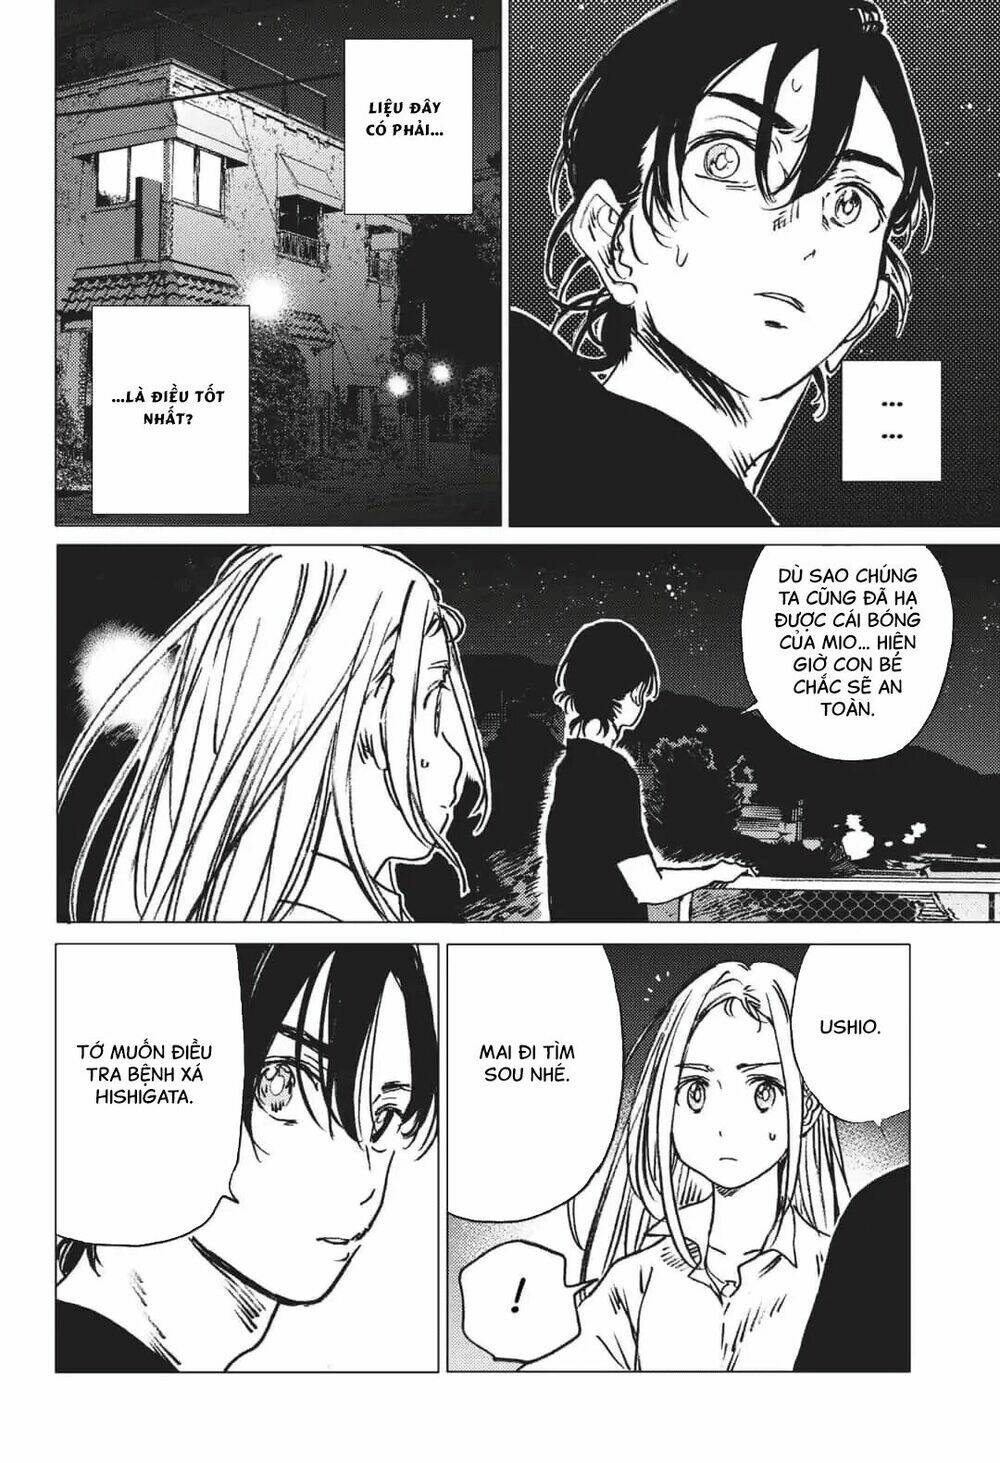 ...
...
LIỆU ĐÂY
CÓ PHẢI...
...LÀ ĐIỀU TỐT
NHẤT?
DÙ SAO CHÚNG
TA CŨNG ĐÃ HẠ
ĐƯỢC CÁI BÓNG
CỦA MIO... HIỆN
GIỜ CON BÉ
CHẮC SẼ AN
TOÀN.
USHIO.
MAI ĐI TÌM
SOU NHÉ.
!
TỚ MUỐN ĐIỀU
TRA BỆNH XÁ
HISHIGATA.